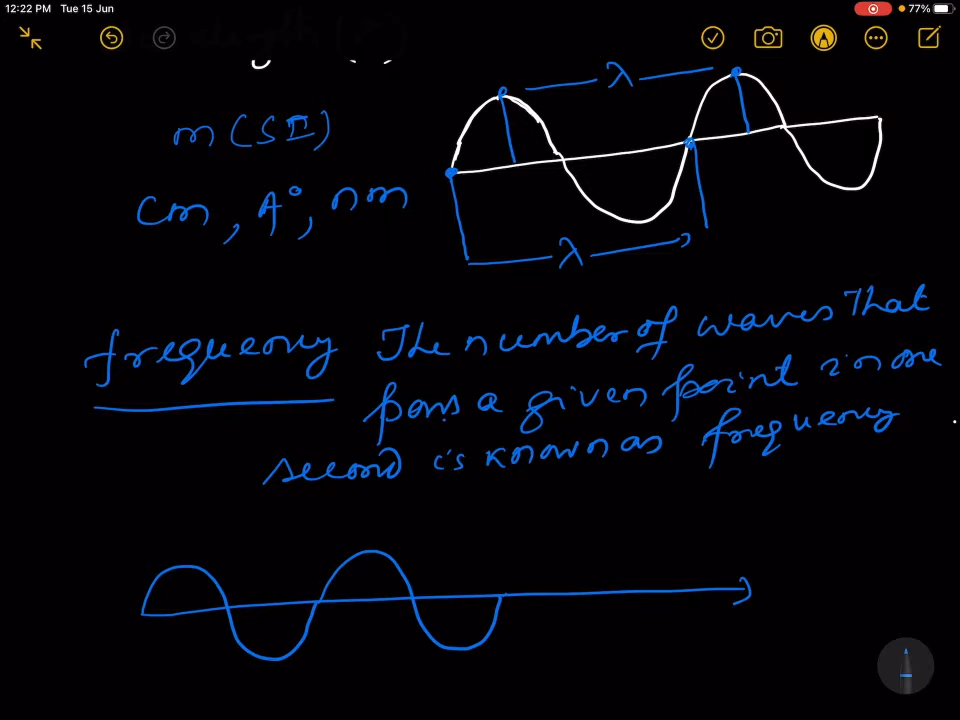 12:22 PM Tue 15 Jun
77%
m (SI)
λ
cm, A°, nm
λ
frequency The number of waves that
pass a given point in one
second is known as frequency